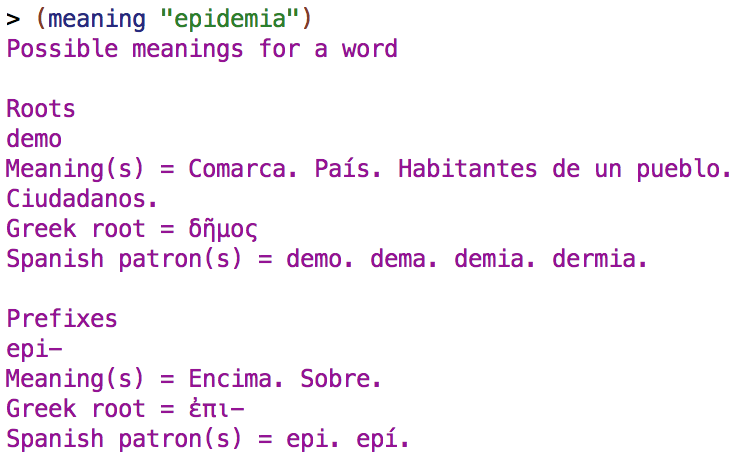 > (meaning "epidemia")
Possible meanings for a word
Roots
demo
Meaning(s) = Comarca. País. Habitantes de un pueblo.
Ciudadanos.
Greek root = δῆμος
Spanish patron(s) = demo. dema. demia. dermia.
Prefixes
epi–
Meaning(s) = Encima. Sobre.
Greek root = ἐπι–
Spanish patron(s) = epi. epí.